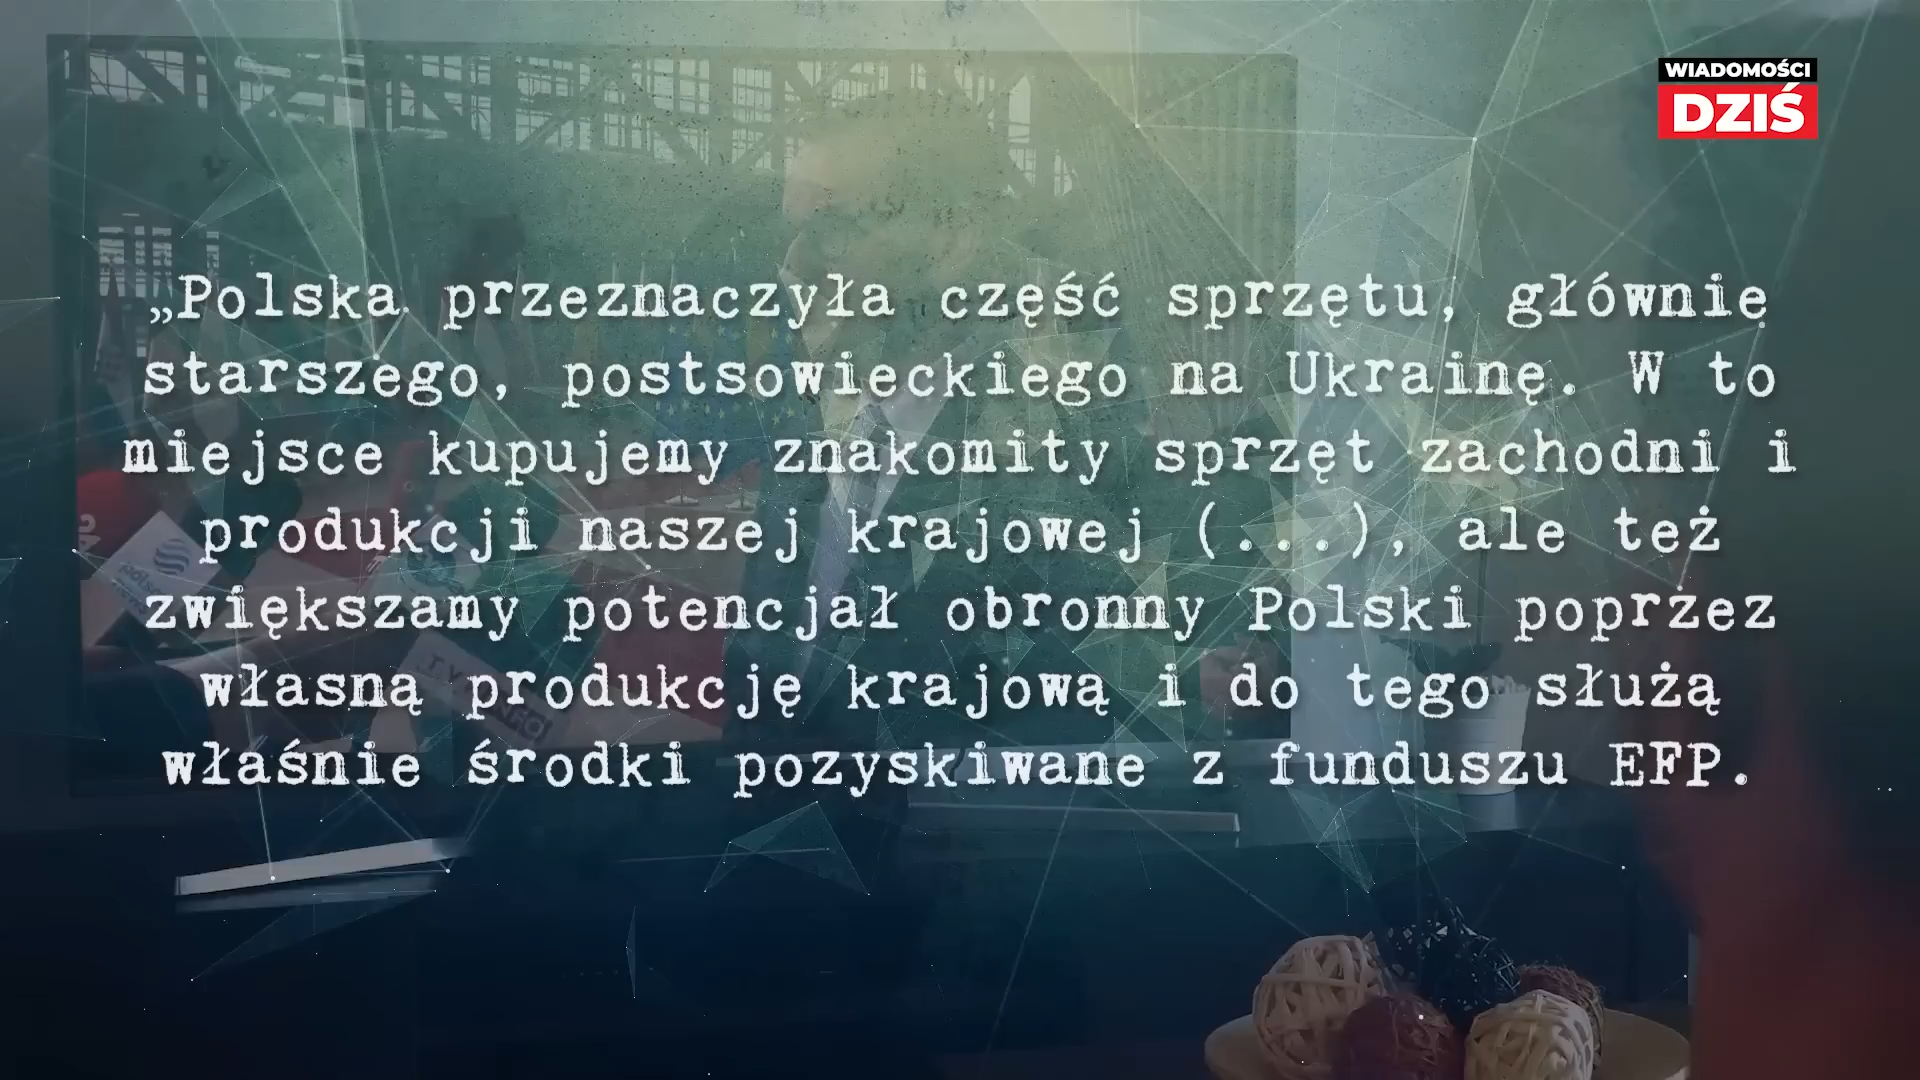 WIADOMOŚCI
DZIŚ
„Polska przeznaczyła część sprzętu, głównie
starszego, postsowieckiego na Ukrainę. W to
miejsce kupujemy znakomity sprzęt zachodni i
produkcji naszej krajowej (...), ale też
zwiększamy potencjał obronny Polski poprzez
własną produkcję krajową i do tego służą
właśnie środki pozyskiwane z funduszu EFP.